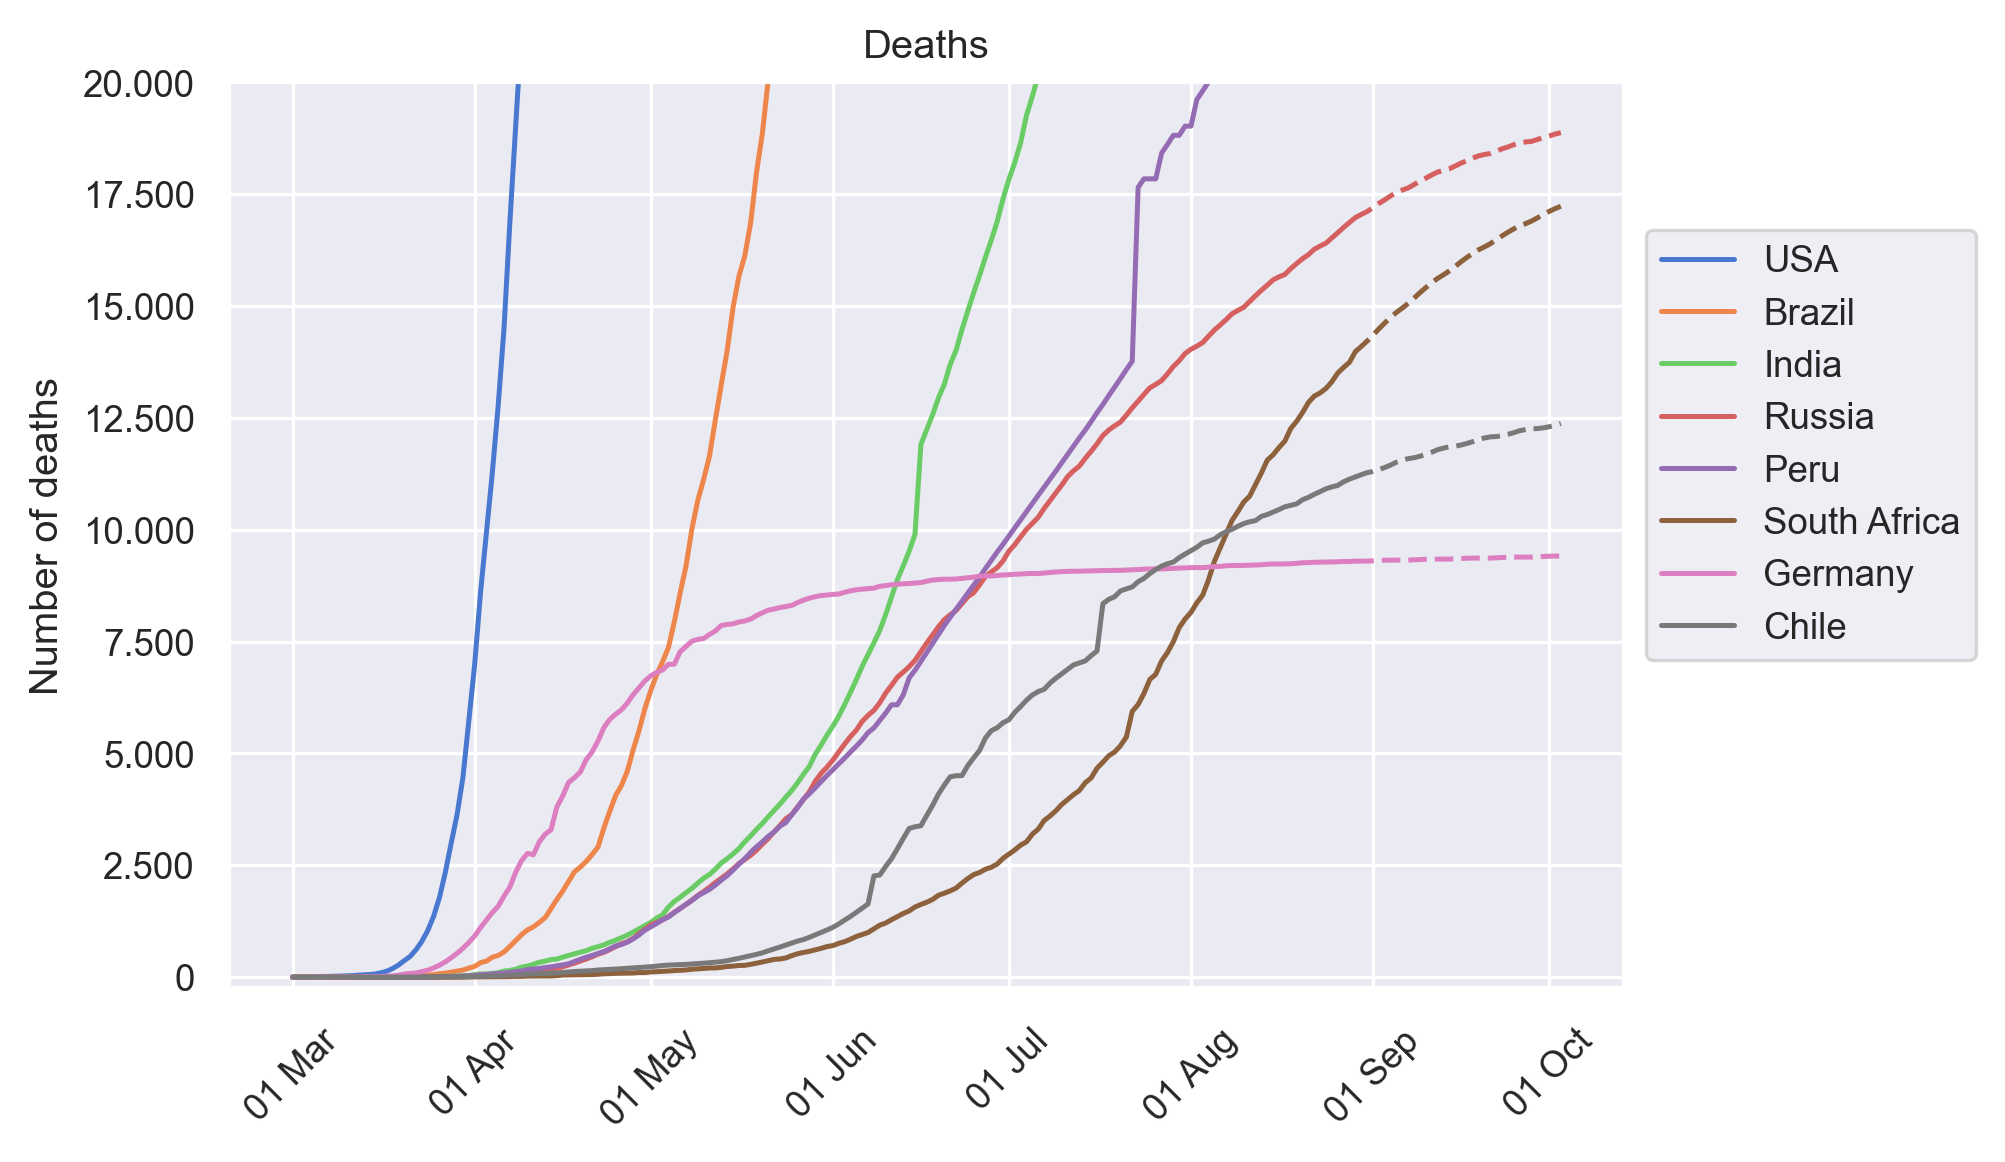 Deaths
Number of deaths
20.000
17.500
15.000
12.500
10.000
7.500
5.000
2.500
0
01 Mar
01 Apr
01 May
01 Jun
01 Jul
01 Aug
01 Sep
01 Oct
USA
Brazil
India
Russia
Peru
South Africa
Germany
Chile